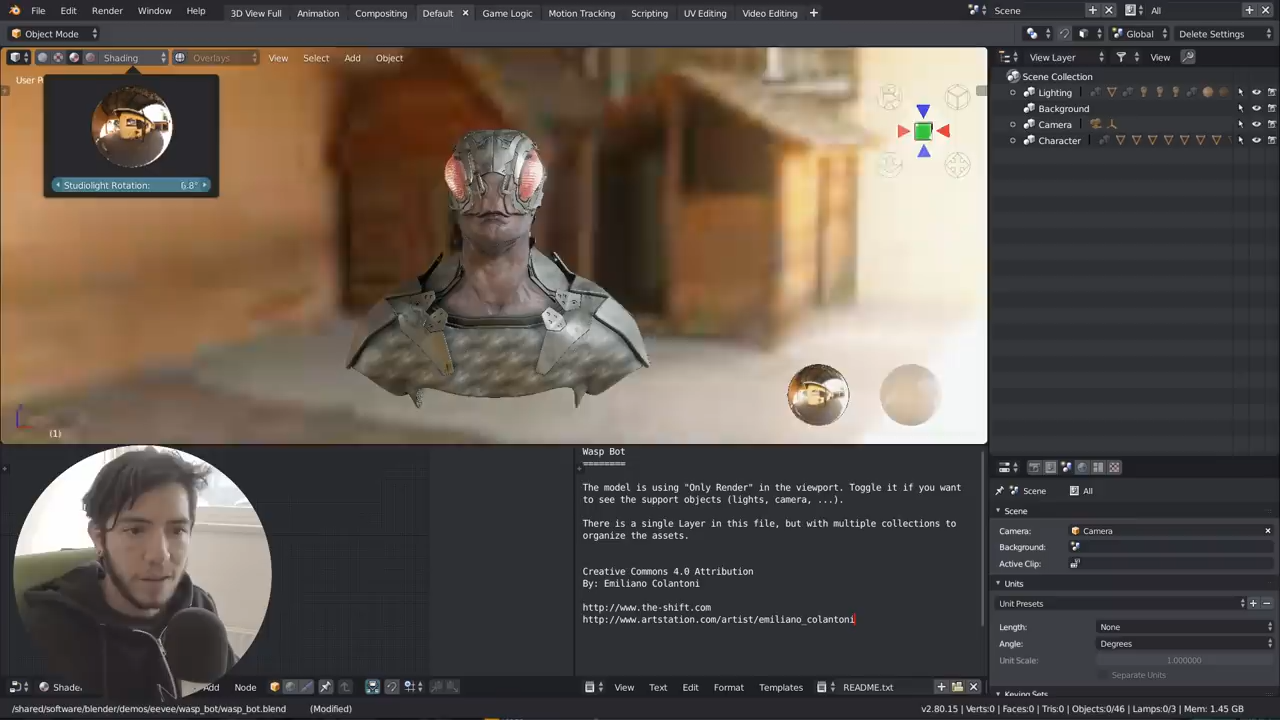 File Edit Render Window Help
3D View Full Animation Compositing Default Game Logic Motion Tracking Scripting UV Editing Video Editing
Scene All
Object Mode
Global Delete Settings
Shading Overlays View Select Add Object
View Layer View
User
Scene Collection
Lighting
Background
Camera
Character
Studiolight Rotation: 6.8°
(1)
Wasp Bot
========
The model is using "Only Render" in the viewport. Toggle it if you want
to see the support objects (lights, camera, ...).
There is a single Layer in this file, but with multiple collections to
organize the assets.
Creative Commons 4.0 Attribution
By: Emiliano Colantoni
http://www.the-shift.com
http://www.artstation.com/artist/emiliano_colantoni
Scene All
Scene
Camera: Camera
Background:
Active Clip:
Units
Unit Presets
Length: None
Angle: Degrees
Unit Scale: 1.000000
Separate Units
Keying Sets
Shade Add Node
View Text Edit Format Templates README.txt
/shared/software/blender/demos/eevee/wasp_bot/wasp_bot.blend (Modified)
v2.80.15 | Verts:0 | Faces:0 | Tris:0 | Objects:0/46 | Lamps:0/3 | Mem: 1.45 GB